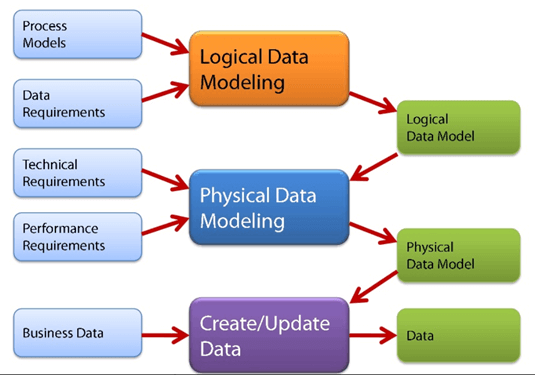 Process
Models
Logical Data
Modeling
Data
Requirements
Logical
Data Model
Technical
Requirements
Physical Data
Modeling
Performance
Requirements
Physical
Data Model
Business Data
Create/Update
Data
Data